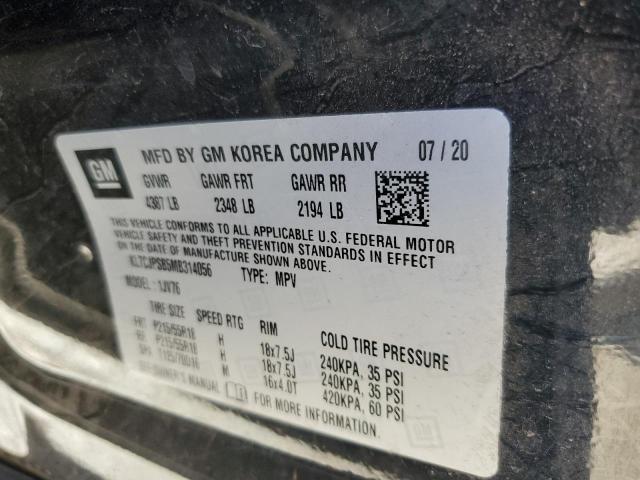 GM MFD BY GM KOREA COMPANY 07 / 20
GVWR GAWR FRT GAWR RR
4387 LB 2348 LB 2194 LB
THIS VEHICLE CONFORMS TO ALL APPLICABLE U.S. FEDERAL MOTOR
VEHICLE SAFETY AND THEFT PREVENTION STANDARDS IN EFFECT
ON THE DATE OF MANUFACTURE SHOWN ABOVE.
KL7CJPSB5MB314056 TYPE: MPV
MODEL: 1JV76
TIRE SIZE SPEED RTG RIM COLD TIRE PRESSURE
FRT P215/55R18 H 18x7.5J 240KPA, 35 PSI
RR P215/55R18 H 18x7.5J 240KPA, 35 PSI
SPA T115/70D16 M 16x4.0T 420KPA, 60 PSI
SEE OWNER'S MANUAL FOR MORE INFORMATION.